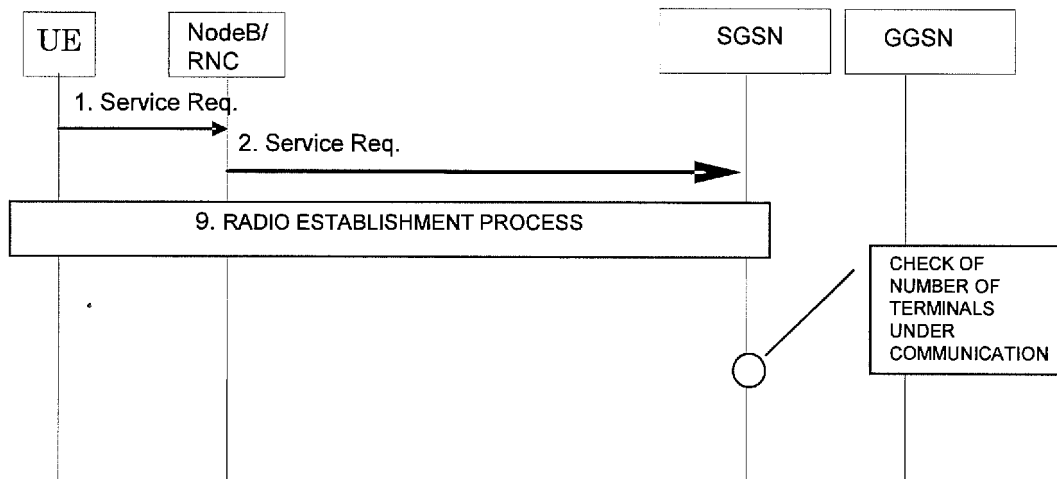 UE
NodeB/
RNC
SGSN
GGSN
1. Service Req.
2. Service Req.
9. RADIO ESTABLISHMENT PROCESS
CHECK OF
NUMBER OF
TERMINALS
UNDER
COMMUNICATION